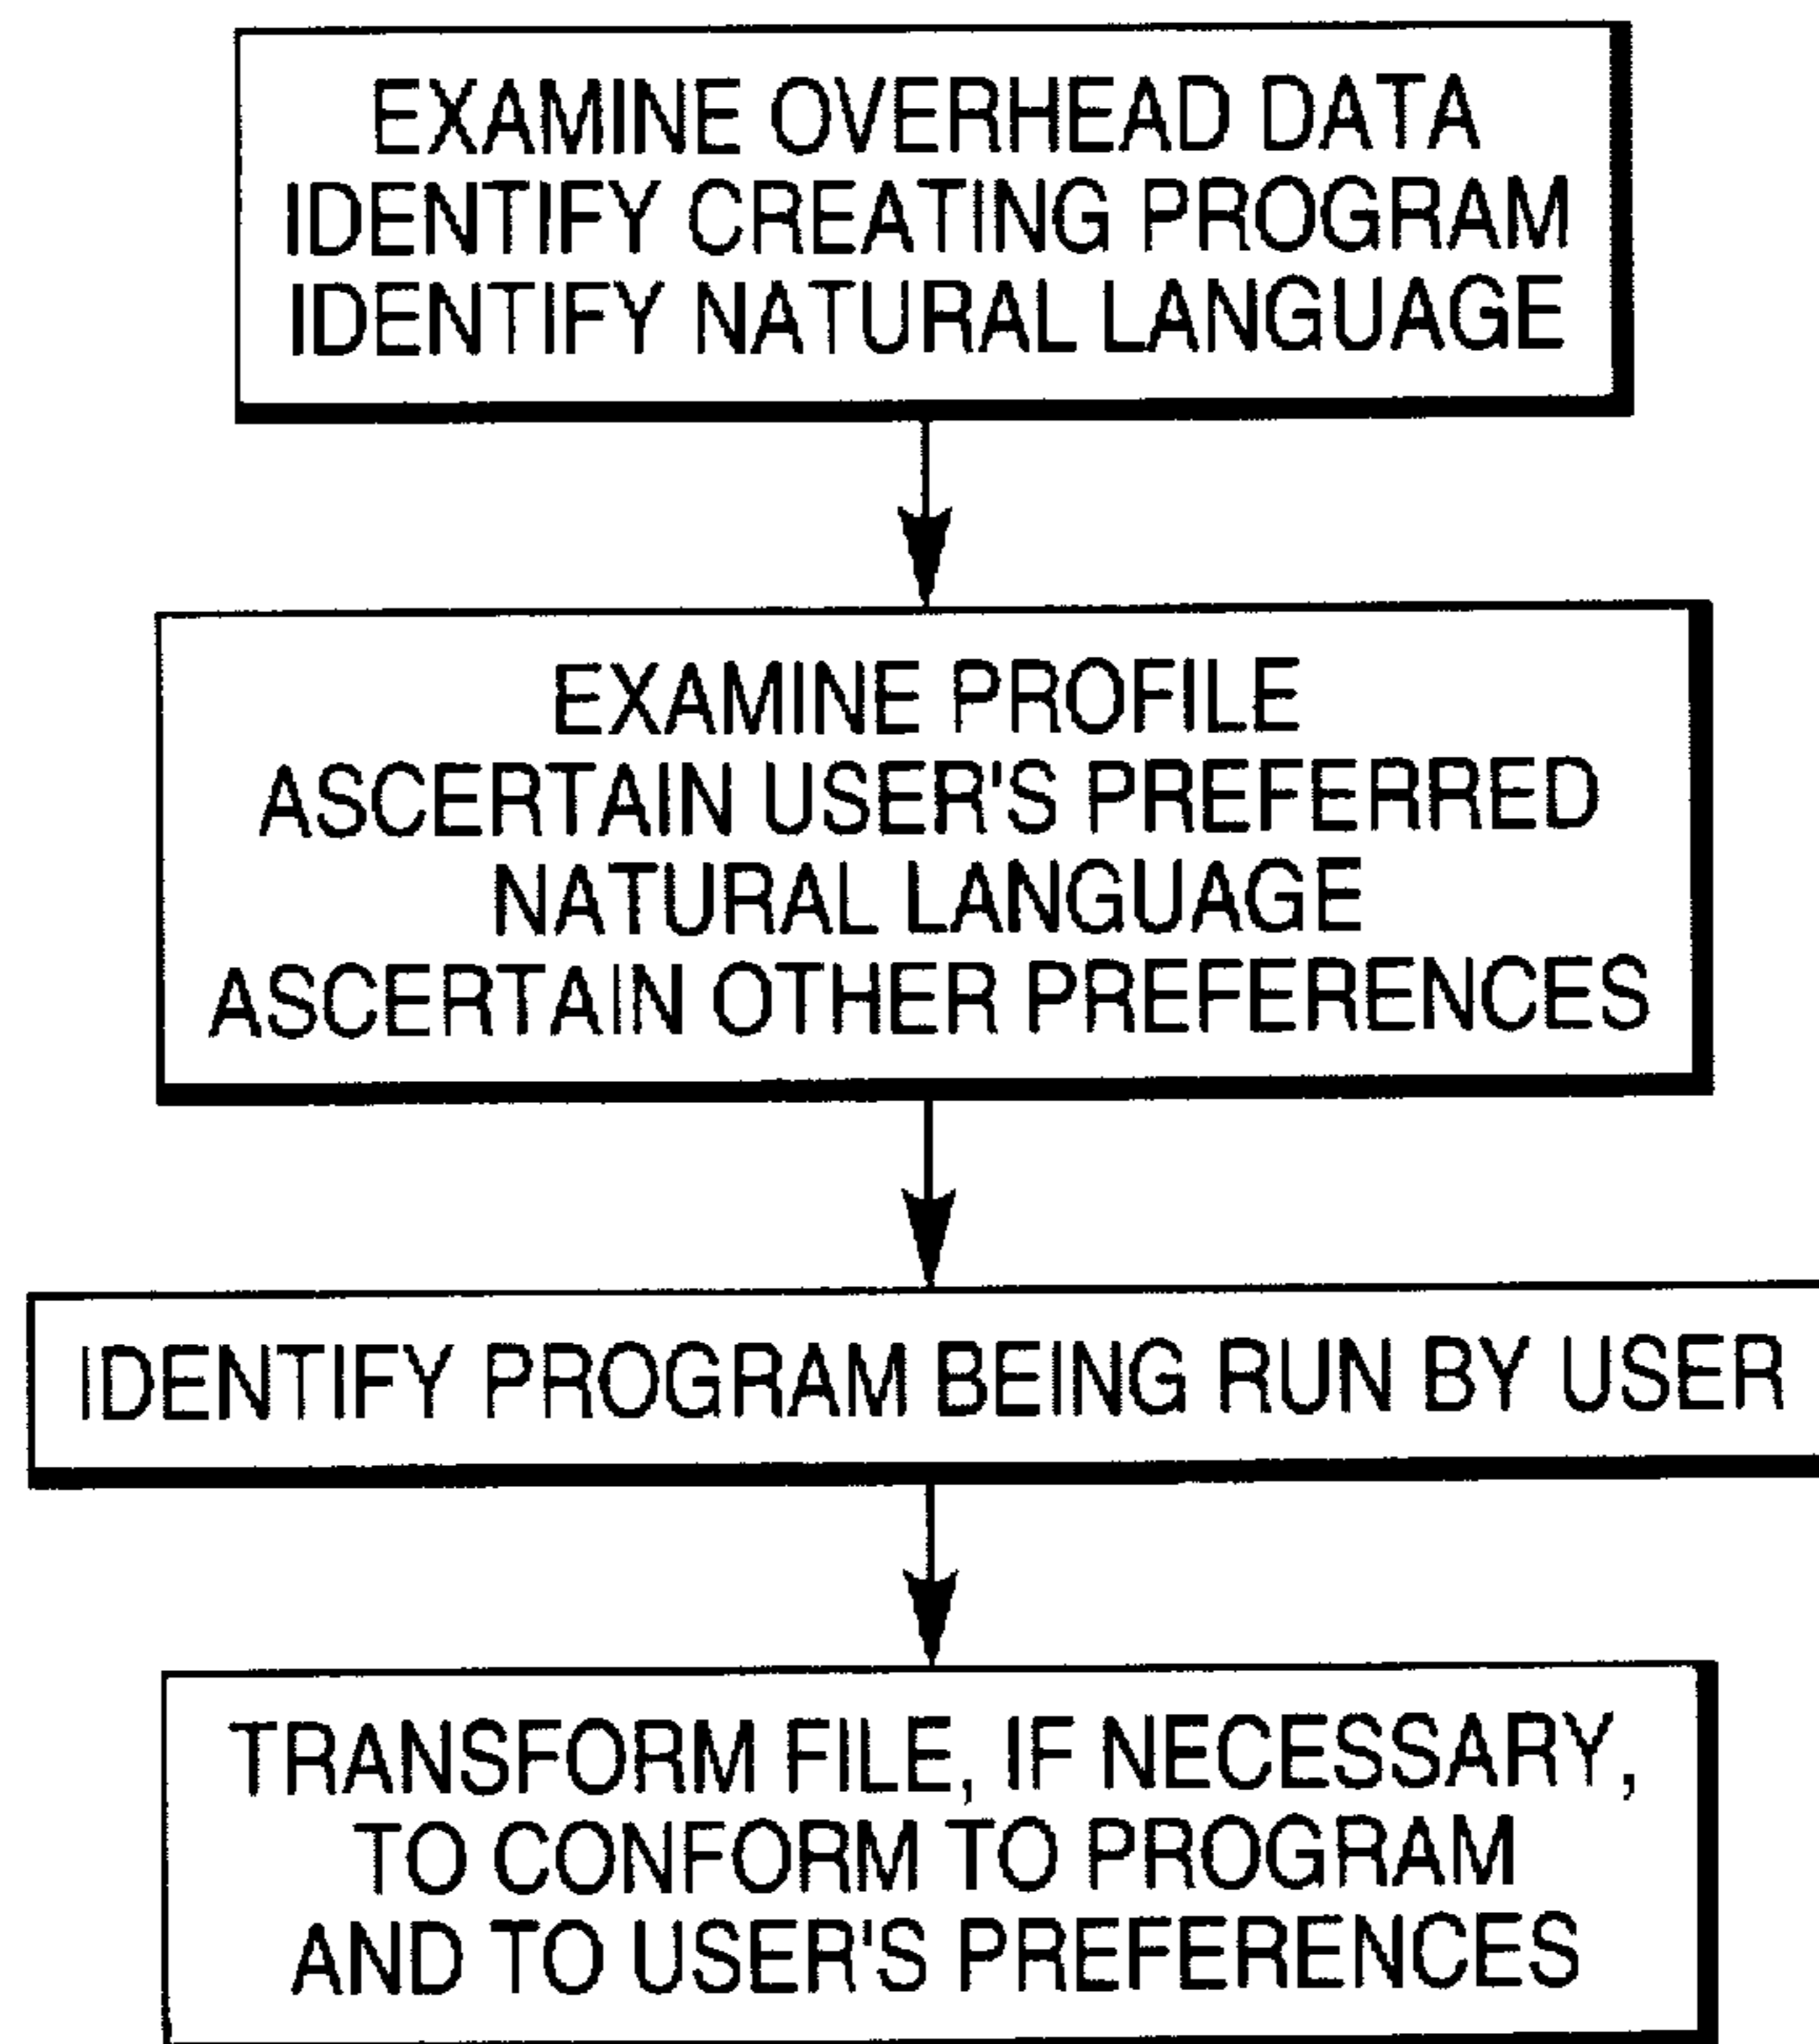 EXAMINE OVERHEAD DATA
IDENTIFY CREATING PROGRAM
IDENTIFY NATURAL LANGUAGE
EXAMINE PROFILE
ASCERTAIN USER'S PREFERRED
NATURAL LANGUAGE
ASCERTAIN OTHER PREFERENCES
IDENTIFY PROGRAM BEING RUN BY USER
TRANSFORM FILE, IF NECESSARY,
TO CONFORM TO PROGRAM
AND TO USER'S PREFERENCES